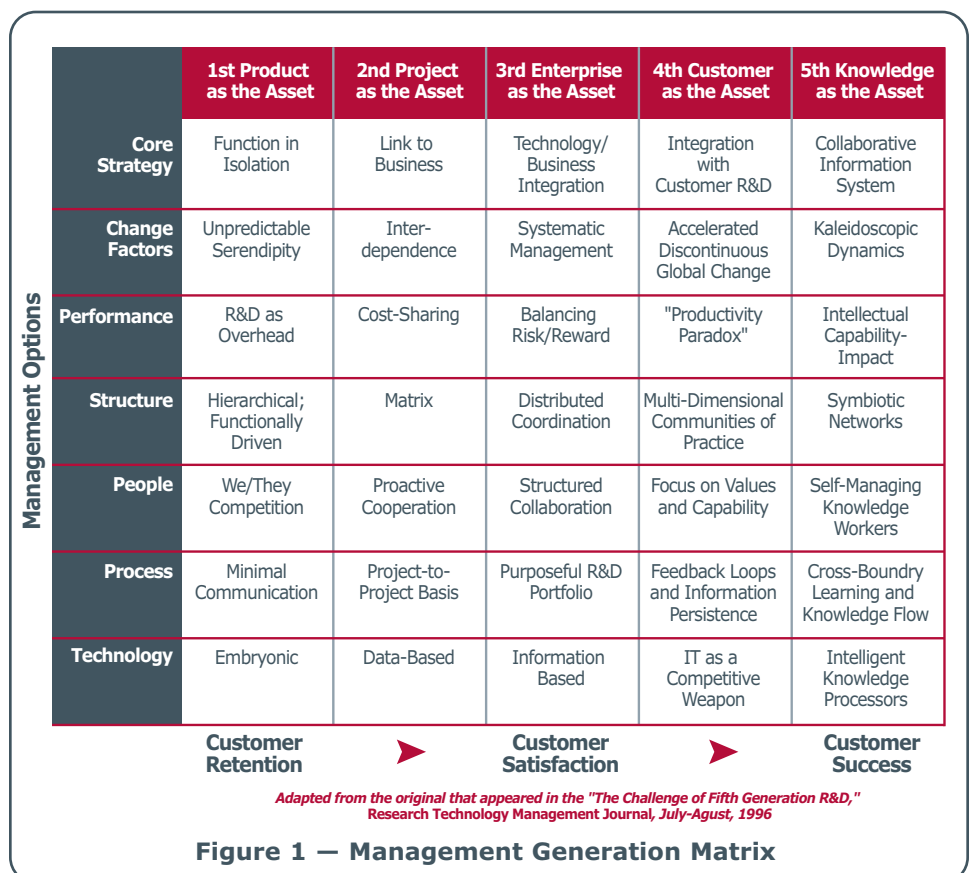 1st Product
as the Asset
2nd Project
as the Asset
3rd Enterprise
as the Asset
4th Customer
as the Asset
5th Knowledge
as the Asset
Management Options
Core
Strategy
Function in
Isolation
Link to
Business
Technology/
Business
Integration
Integration
with
Customer R&D
Collaborative
Information
System
Change
Factors
Unpredictable
Serendipity
Inter-
dependence
Systematic
Management
Accelerated
Discontinuous
Global Change
Kaleidoscopic
Dynamics
Performance
R&D as
Overhead
Cost-Sharing
Balancing
Risk/Reward
"Productivity
Paradox"
Intellectual
Capability-
Impact
Structure
Hierarchical;
Functionally
Driven
Matrix
Distributed
Coordination
Multi-Dimensional
Communities of
Practice
Symbiotic
Networks
People
We/They
Competition
Proactive
Cooperation
Structured
Collaboration
Focus on Values
and Capability
Self-Managing
Knowledge
Workers
Process
Minimal
Communication
Project-to-
Project Basis
Purposeful R&D
Portfolio
Feedback Loops
and Information
Persistence
Cross-Boundry
Learning and
Knowledge Flow
Technology
Embryonic
Data-Based
Information
Based
IT as a
Competitive
Weapon
Intelligent
Knowledge
Processors
Customer
Retention
Customer
Satisfaction
Customer
Success
Adapted from the original that appeared in the "The Challenge of Fifth Generation R&D,"
Research Technology Management Journal, July-Agust, 1996
Figure 1 — Management Generation Matrix